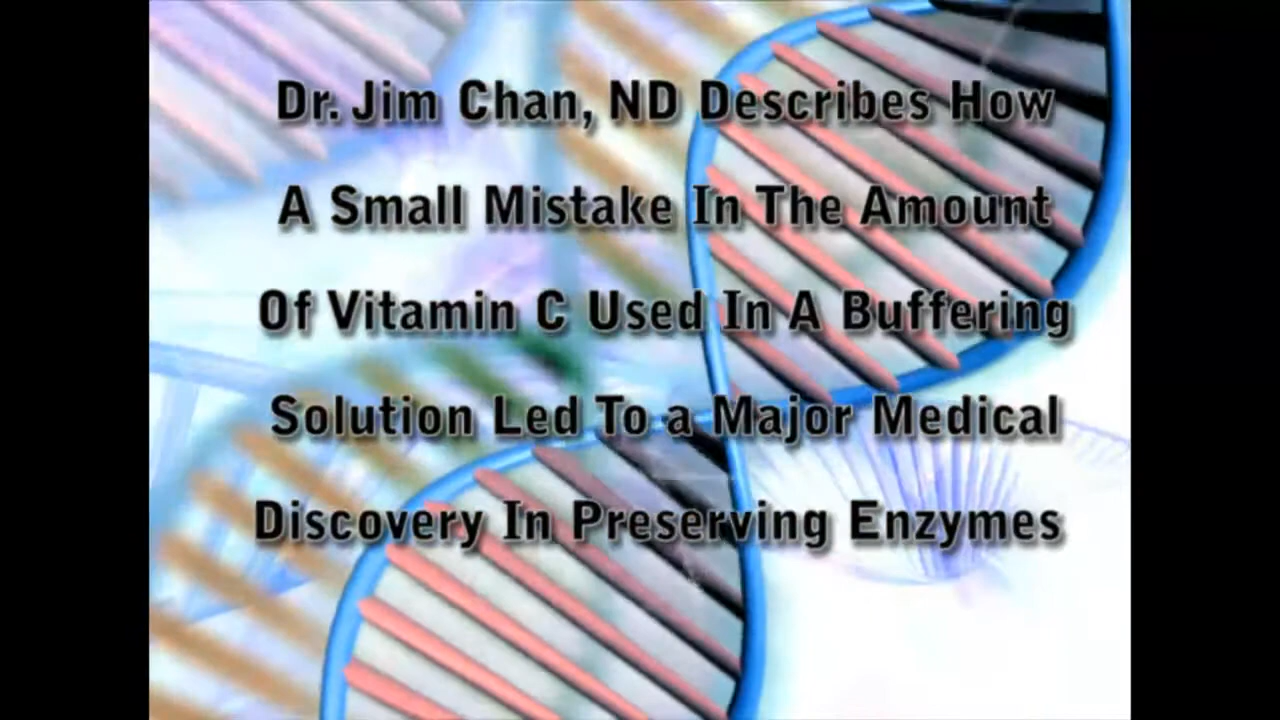 Dr. Jim Chan, ND Describes How
A Small Mistake In The Amount
Of Vitamin C Used In A Buffering
Solution Led To a Major Medical
Discovery In Preserving Enzymes